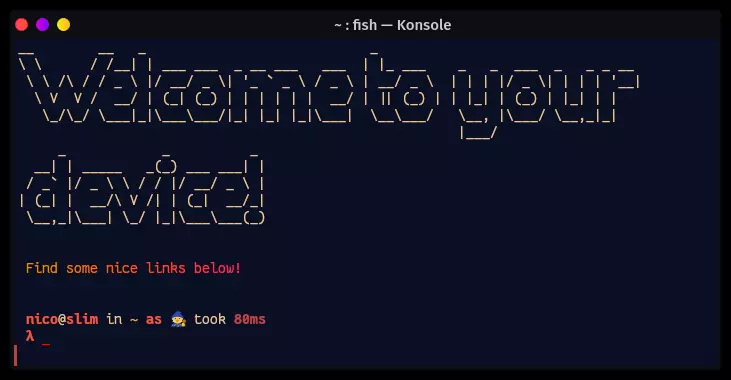 ~ : fish — Konsole
Welcome to your
device!
Find some nice links below!
nico@slim in ~ as 🧙 took 80ms
λ _